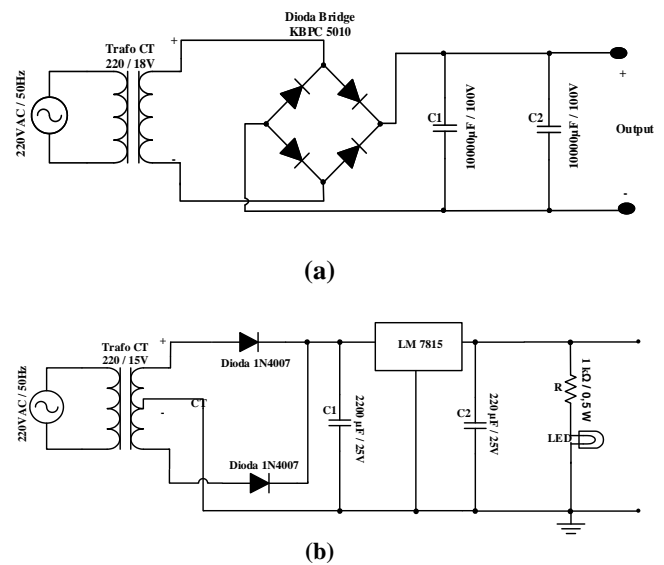 Dioda Bridge
KBPC 5010
Trafo CT
220 / 18V
+
-
220VAC / 50Hz
C1
10000µF / 100V
C2
10000µF / 100V
+
Output
-
(a)
Trafo CT
220 / 15V
+
CT
-
220VAC / 50Hz
Dioda 1N4007
Dioda 1N4007
LM 7815
C1
2200 µF / 25V
C2
220 µF / 25V
R
1 kΩ / 0,5 W
LED
(b)